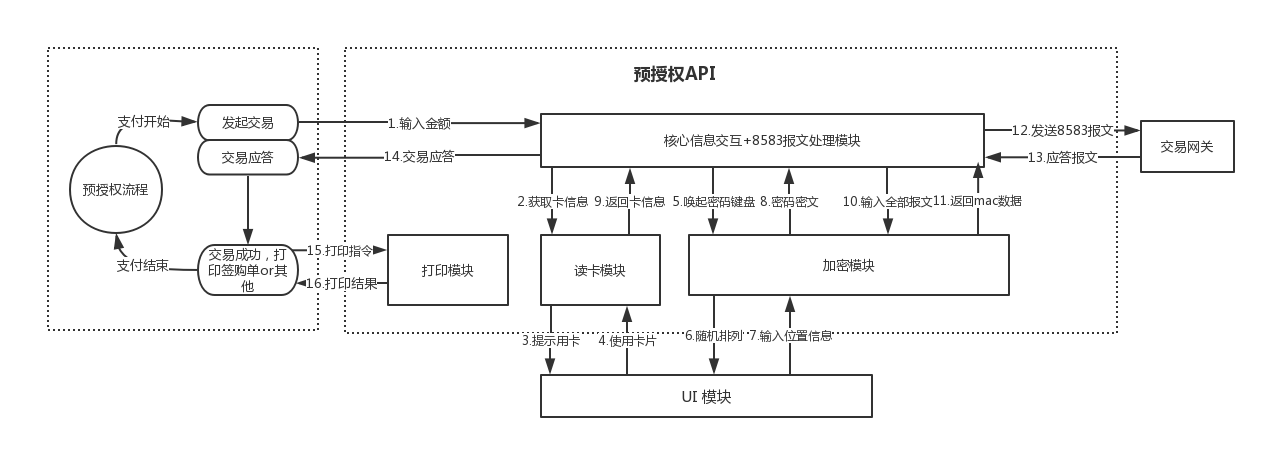 预授权API
支付开始
发起交易
1.输入金额
核心信息交互+8583报文处理模块
12.发送8583报文
交易网关
交易应答
14.交易应答
13.应答报文
预授权流程
2.获取卡信息
9.返回卡信息
5.唤起密码键盘
8.密码密文
10.输入全部报文
11.返回mac数据
支付结束
交易成功，打
印签购单or其
他
15.打印指令
16.打印结果
打印模块
读卡模块
加密模块
3.提示用卡
4.使用卡片
6.随机排列
7.输入位置信息
UI 模块